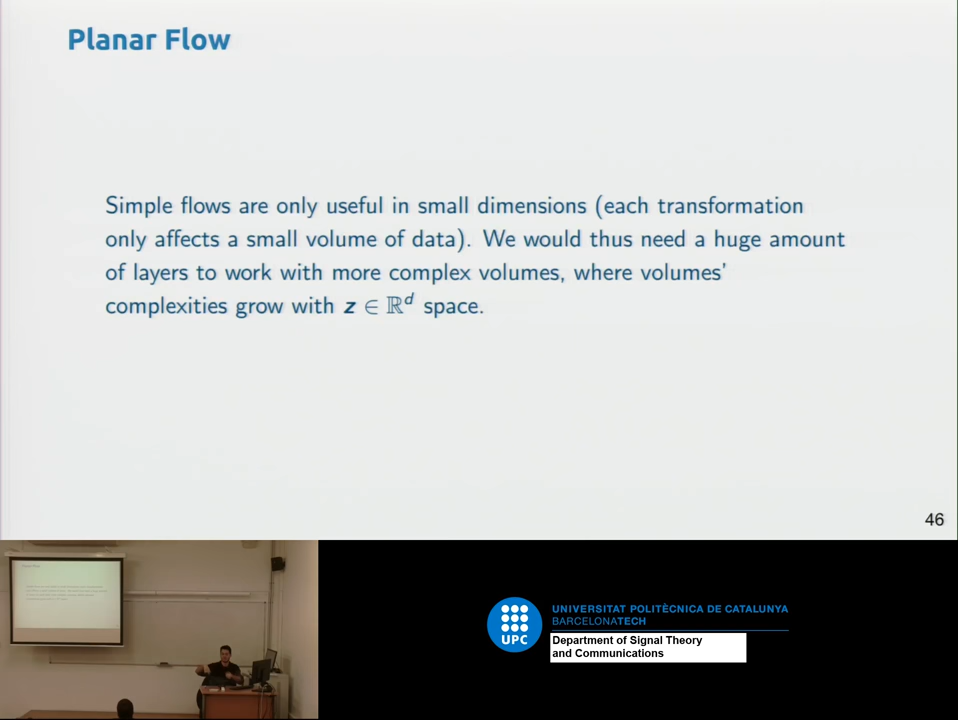 Planar Flow
Simple flows are only useful in small dimensions (each transformation
only affects a small volume of data). We would thus need a huge amount
of layers to work with more complex volumes, where volumes'
complexities grow with z ∈ ℝᵈ space.
46
UPC
UNIVERSITAT POLITÈCNICA DE CATALUNYA
BARCELONATECH
Department of Signal Theory
and Communications